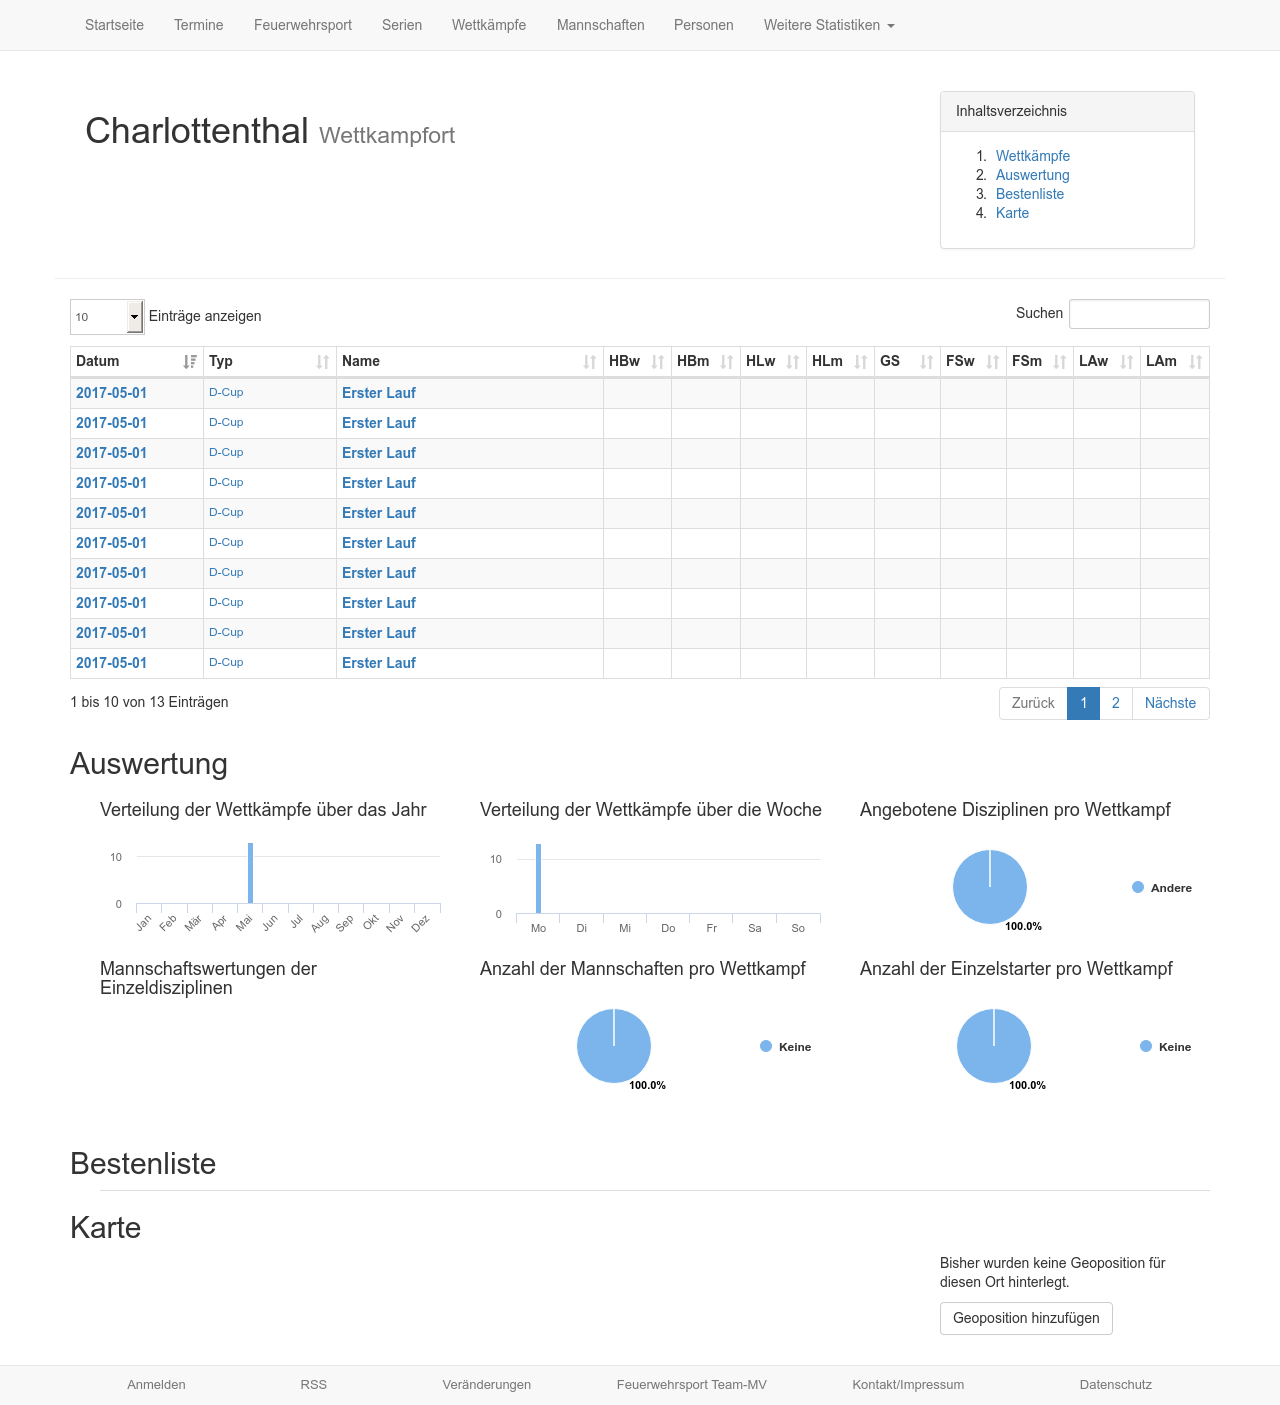 Startseite Termine Feuerwehrsport Serien Wettkämpfe Mannschaften Personen Weitere Statistiken
Charlottenthal Wettkampfort
Inhaltsverzeichnis
1. Wettkämpfe
2. Auswertung
3. Bestenliste
4. Karte
10 Einträge anzeigen Suchen
Datum Typ Name HBw HBm HLw HLm GS FSw FSm LAw LAm
2017-05-01 D-Cup Erster Lauf
2017-05-01 D-Cup Erster Lauf
2017-05-01 D-Cup Erster Lauf
2017-05-01 D-Cup Erster Lauf
2017-05-01 D-Cup Erster Lauf
2017-05-01 D-Cup Erster Lauf
2017-05-01 D-Cup Erster Lauf
2017-05-01 D-Cup Erster Lauf
2017-05-01 D-Cup Erster Lauf
2017-05-01 D-Cup Erster Lauf
1 bis 10 von 13 Einträgen Zurück 1 2 Nächste
Auswertung
Verteilung der Wettkämpfe über das Jahr
10
0
Jan Feb Mär Apr Mai Jun Jul Aug Sep Okt Nov Dez
Verteilung der Wettkämpfe über die Woche
10
0
Mo Di Mi Do Fr Sa So
Angebotene Disziplinen pro Wettkampf
Andere
100.0%
Mannschaftswertungen der
Einzeldisziplinen
Anzahl der Mannschaften pro Wettkampf
Keine
100.0%
Anzahl der Einzelstarter pro Wettkampf
Keine
100.0%
Bestenliste
Karte
Bisher wurden keine Geoposition für
diesen Ort hinterlegt.
Geoposition hinzufügen
Anmelden RSS Veränderungen Feuerwehrsport Team-MV Kontakt/Impressum Datenschutz